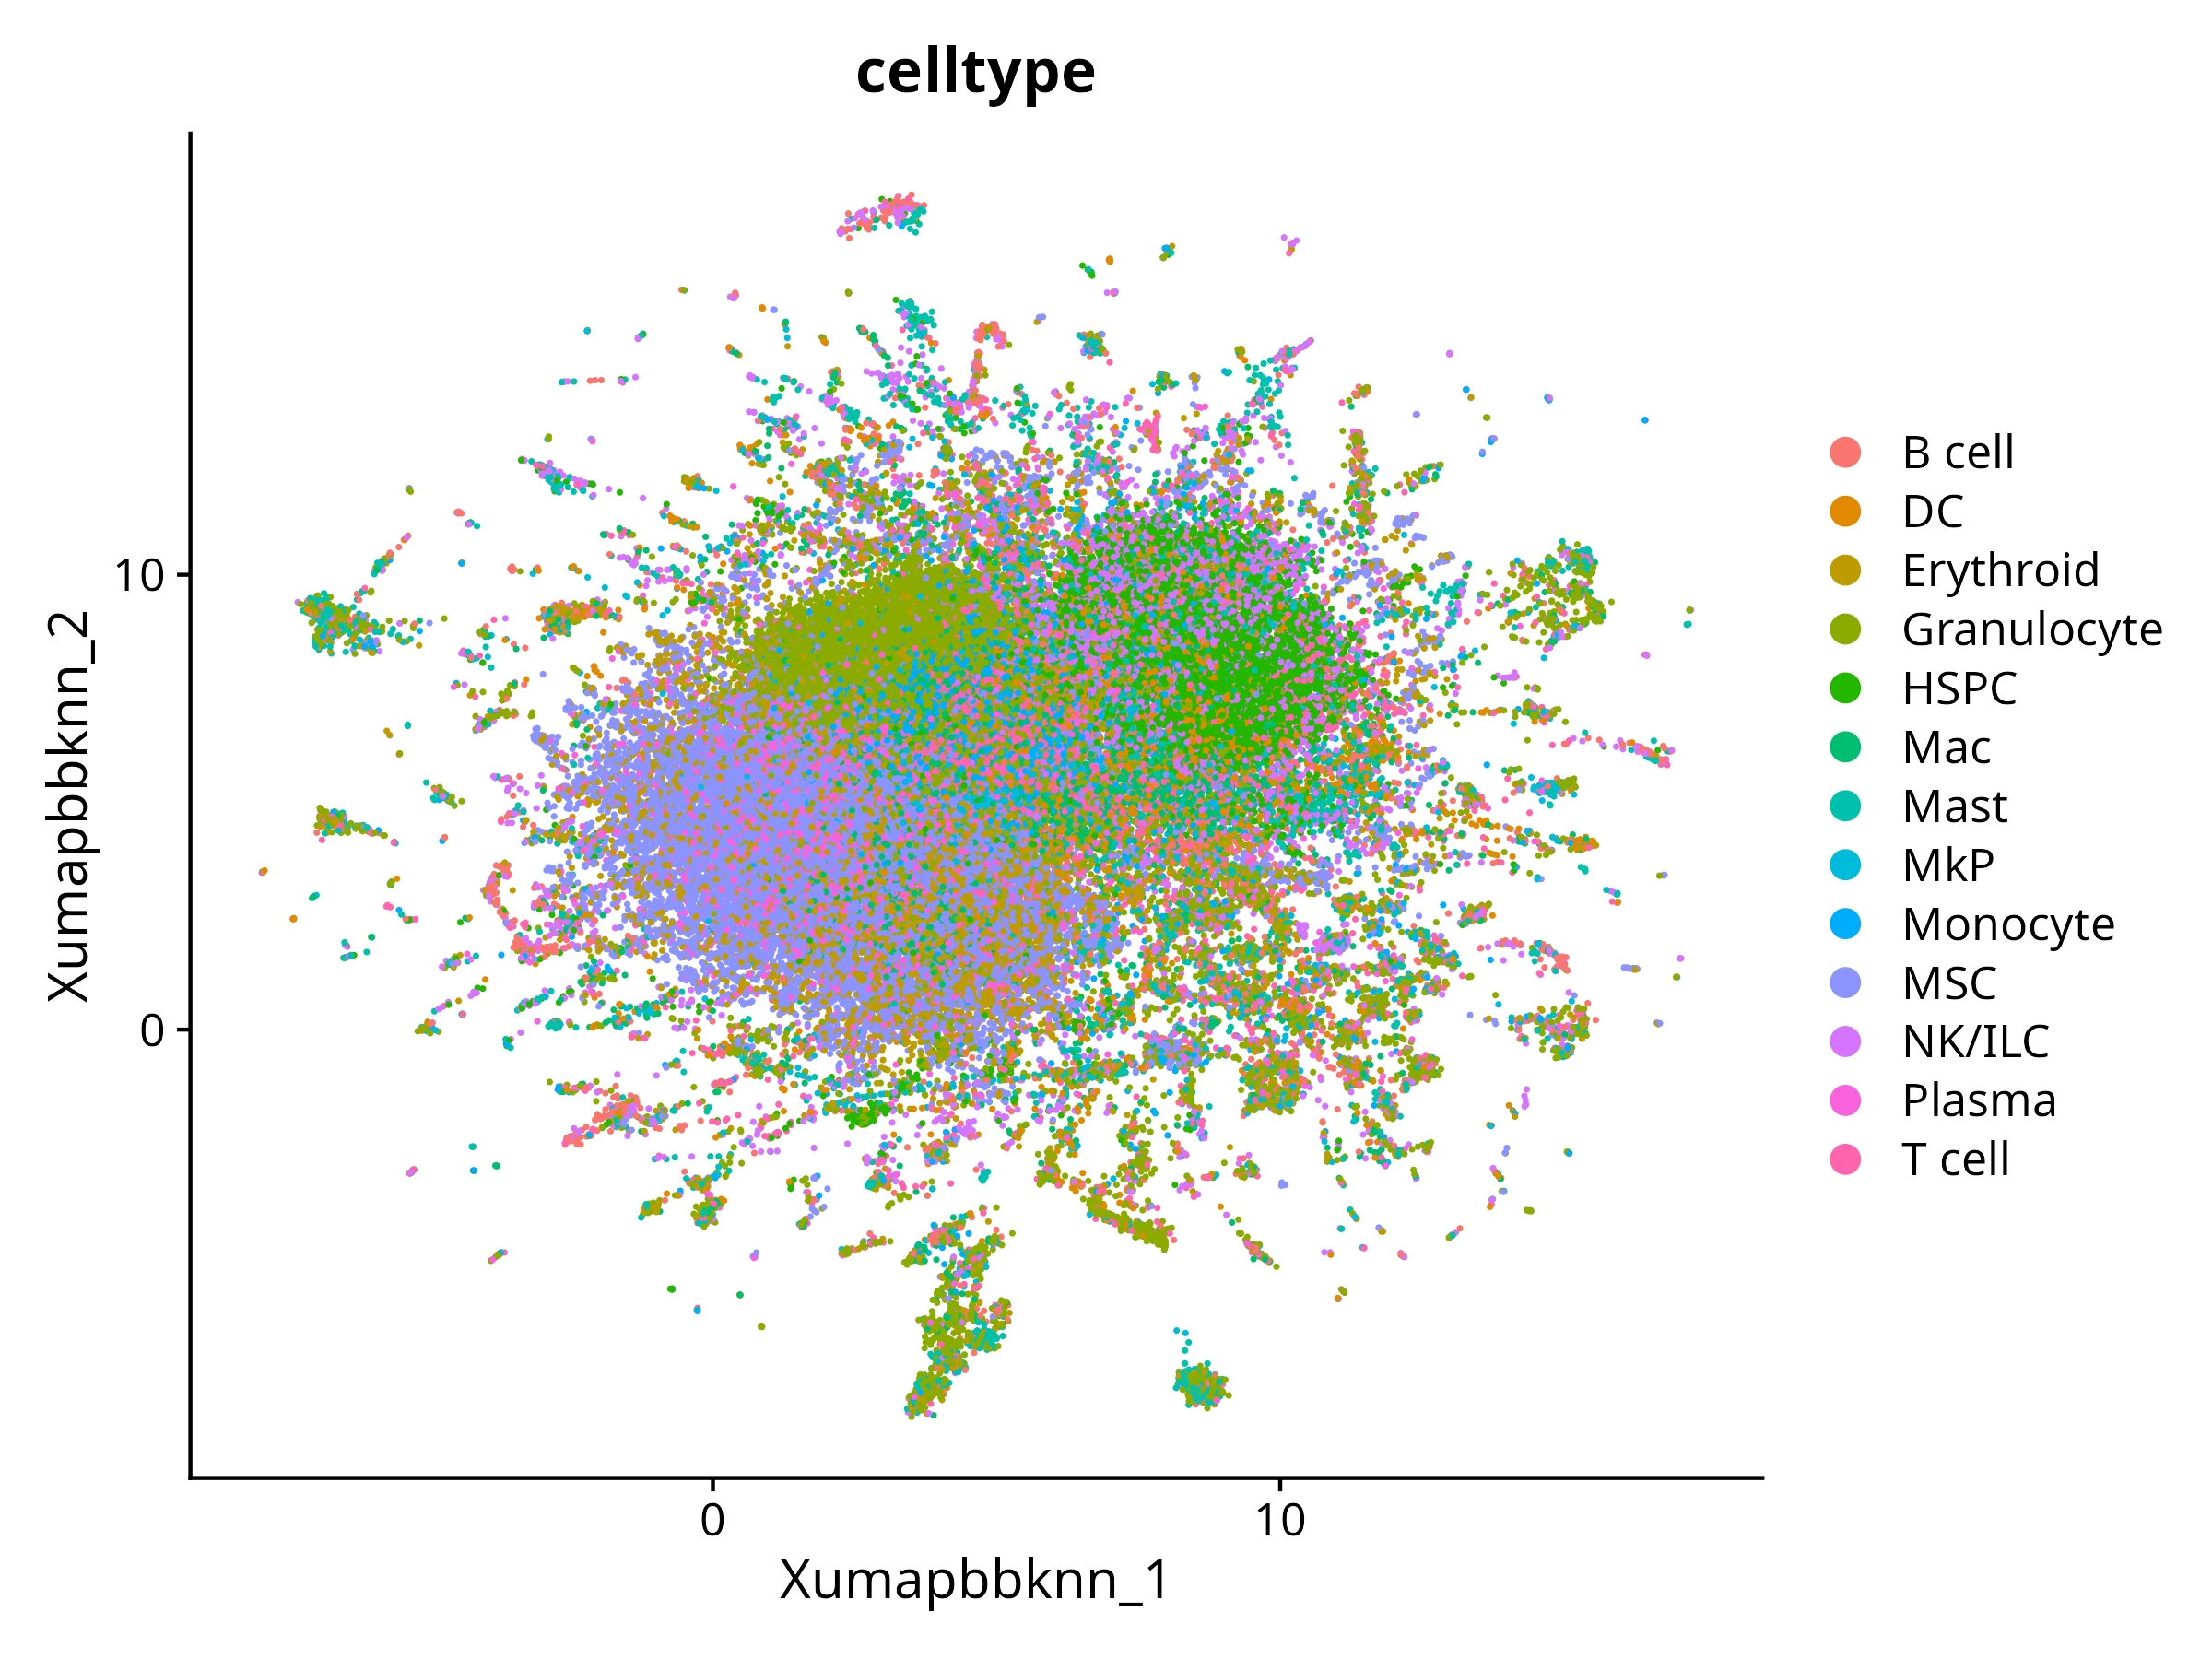 celltype
Xumapbbknn_2
10
0
0
10
Xumapbbknn_1
B cell
DC
Erythroid
Granulocyte
HSPC
Mac
Mast
MkP
Monocyte
MSC
NK/ILC
Plasma
T cell